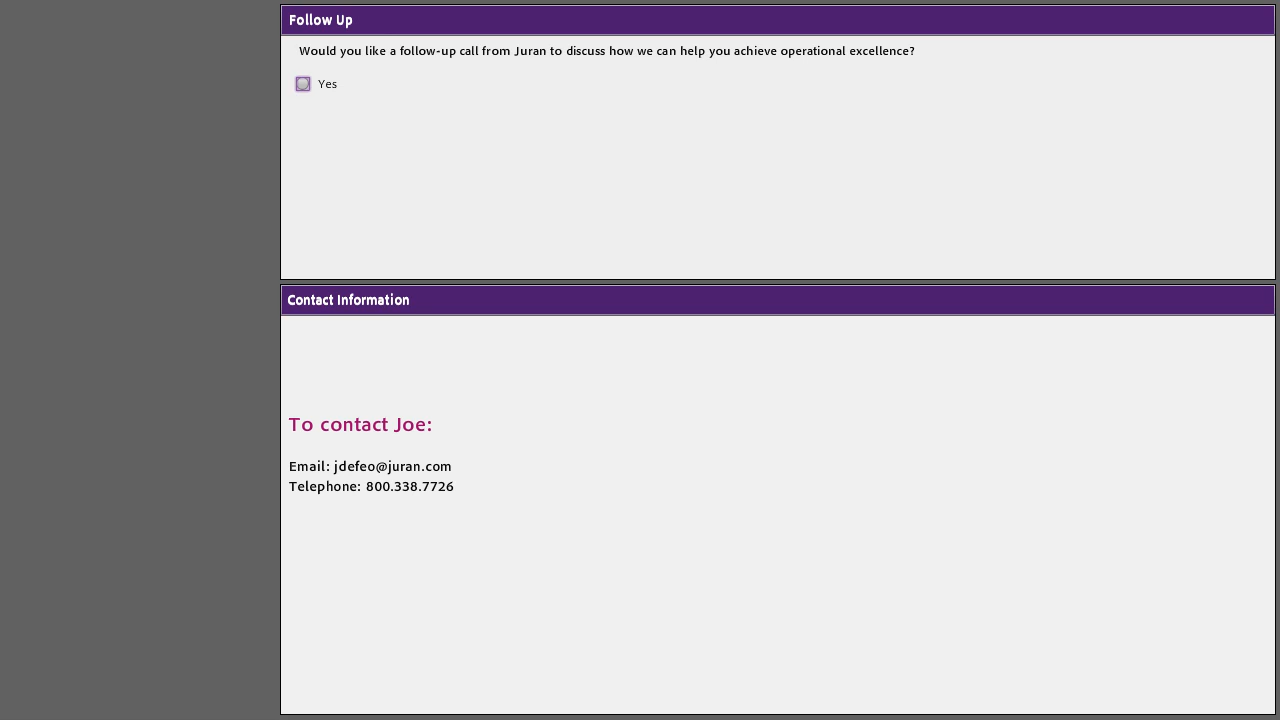 Follow Up
Would you like a follow-up call from Juran to discuss how we can help you achieve operational excellence?
Yes
Contact Information
To contact Joe:
Email: jdefeo@juran.com
Telephone: 800.338.7726